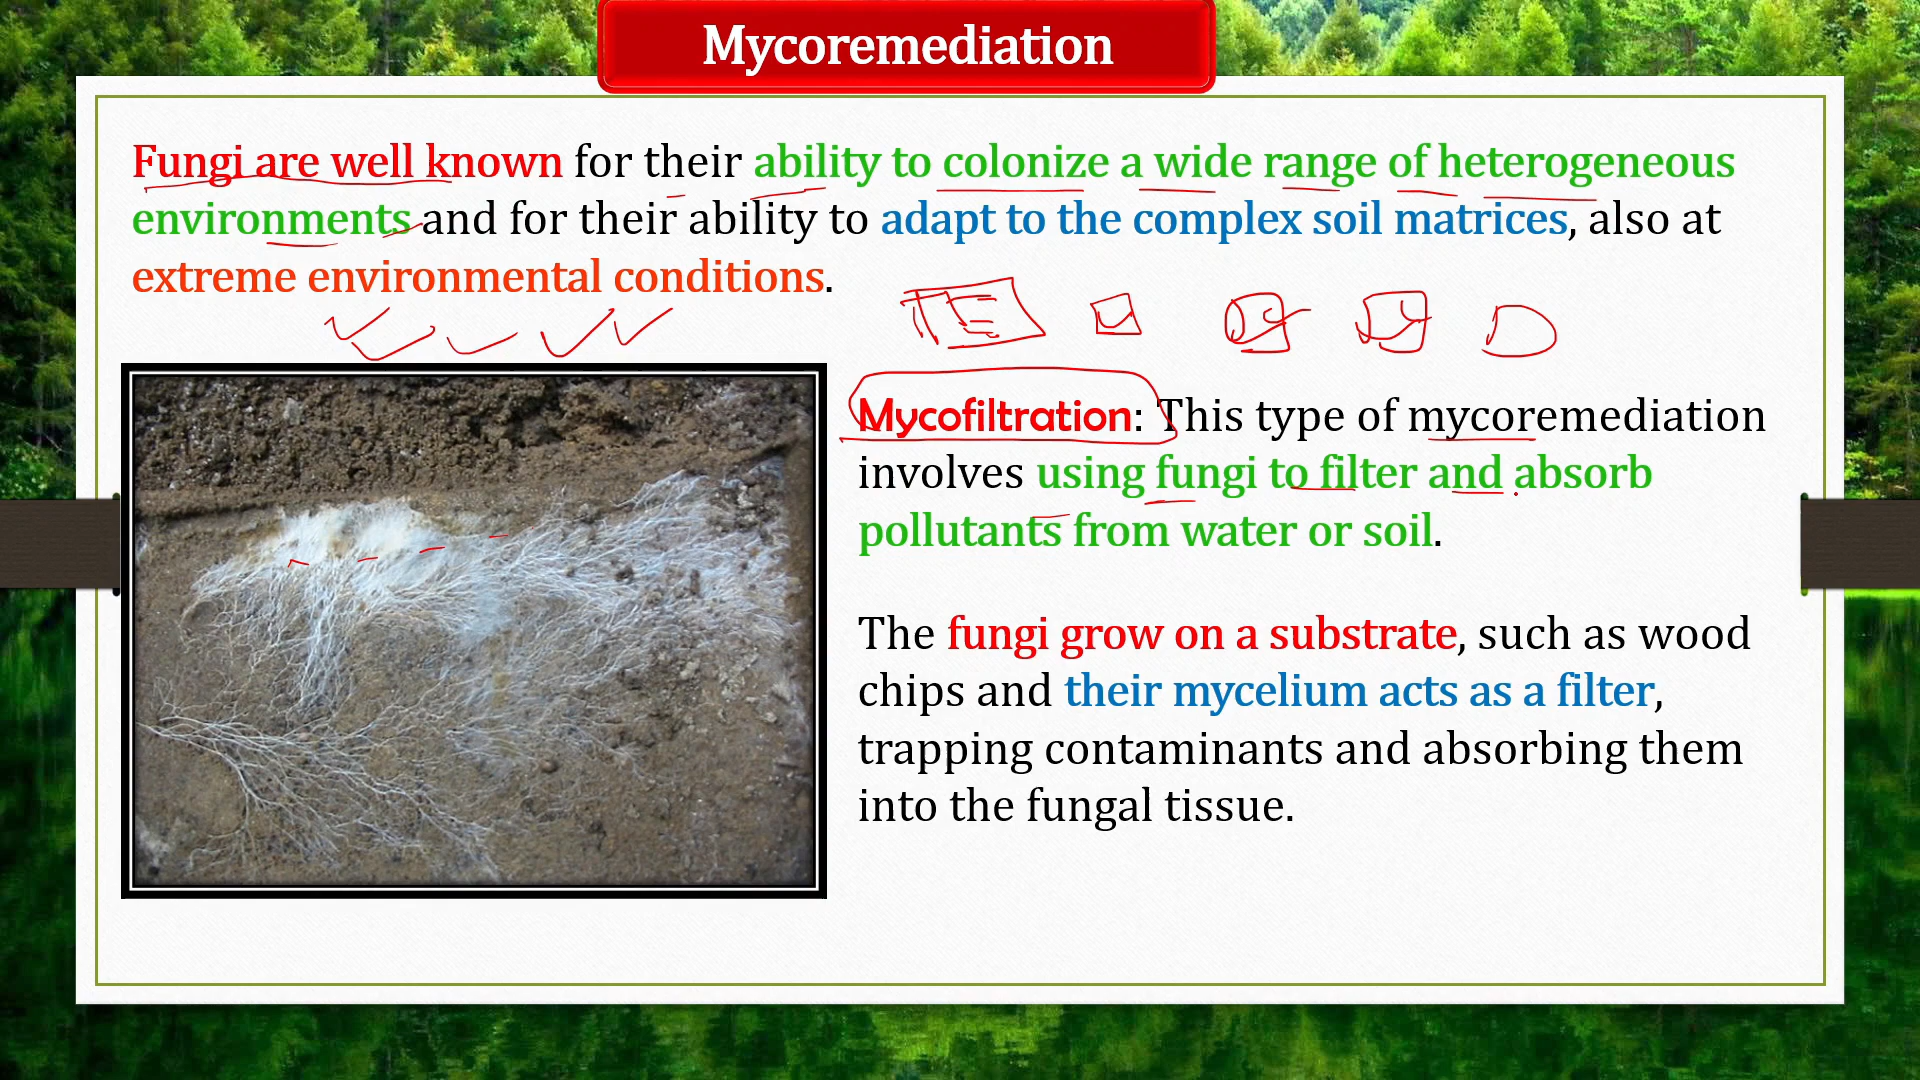 Mycoremediation
Fungi are well known for their ability to colonize a wide range of heterogeneous
environments and for their ability to adapt to the complex soil matrices, also at
extreme environmental conditions.
Mycofiltration: This type of mycoremediation
involves using fungi to filter and absorb
pollutants from water or soil.
The fungi grow on a substrate, such as wood
chips and their mycelium acts as a filter,
trapping contaminants and absorbing them
into the fungal tissue.